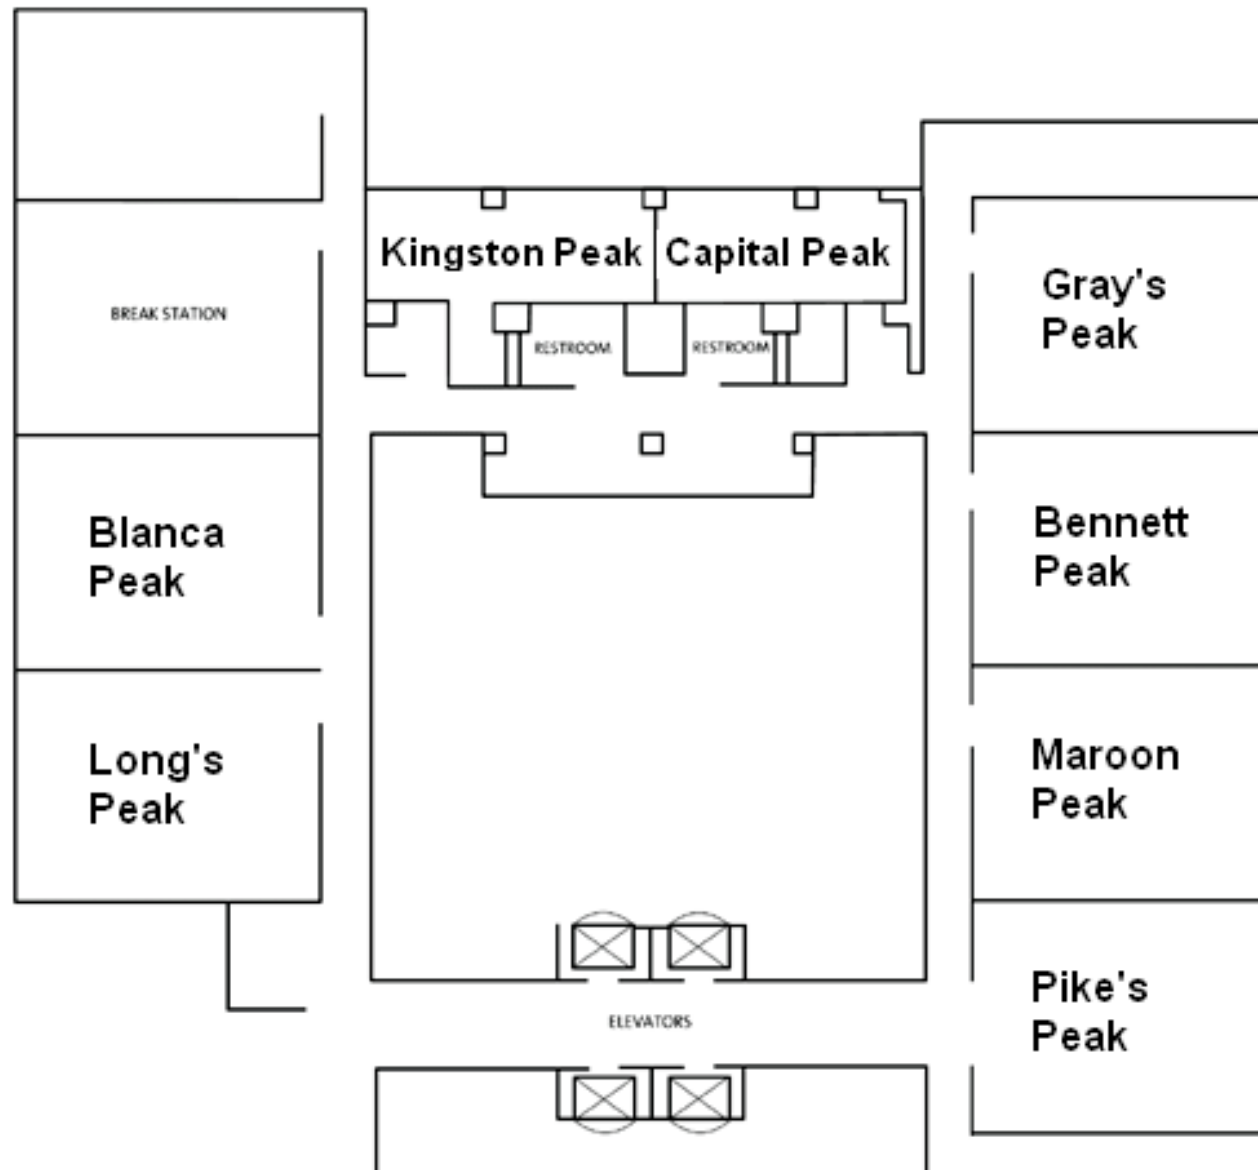 Kingston Peak
Capital Peak
Gray's
Peak
BREAK STATION
RESTROOM
RESTROOM
Blanca
Peak
Bennett
Peak
Long's
Peak
Maroon
Peak
Pike's
Peak
ELEVATORS